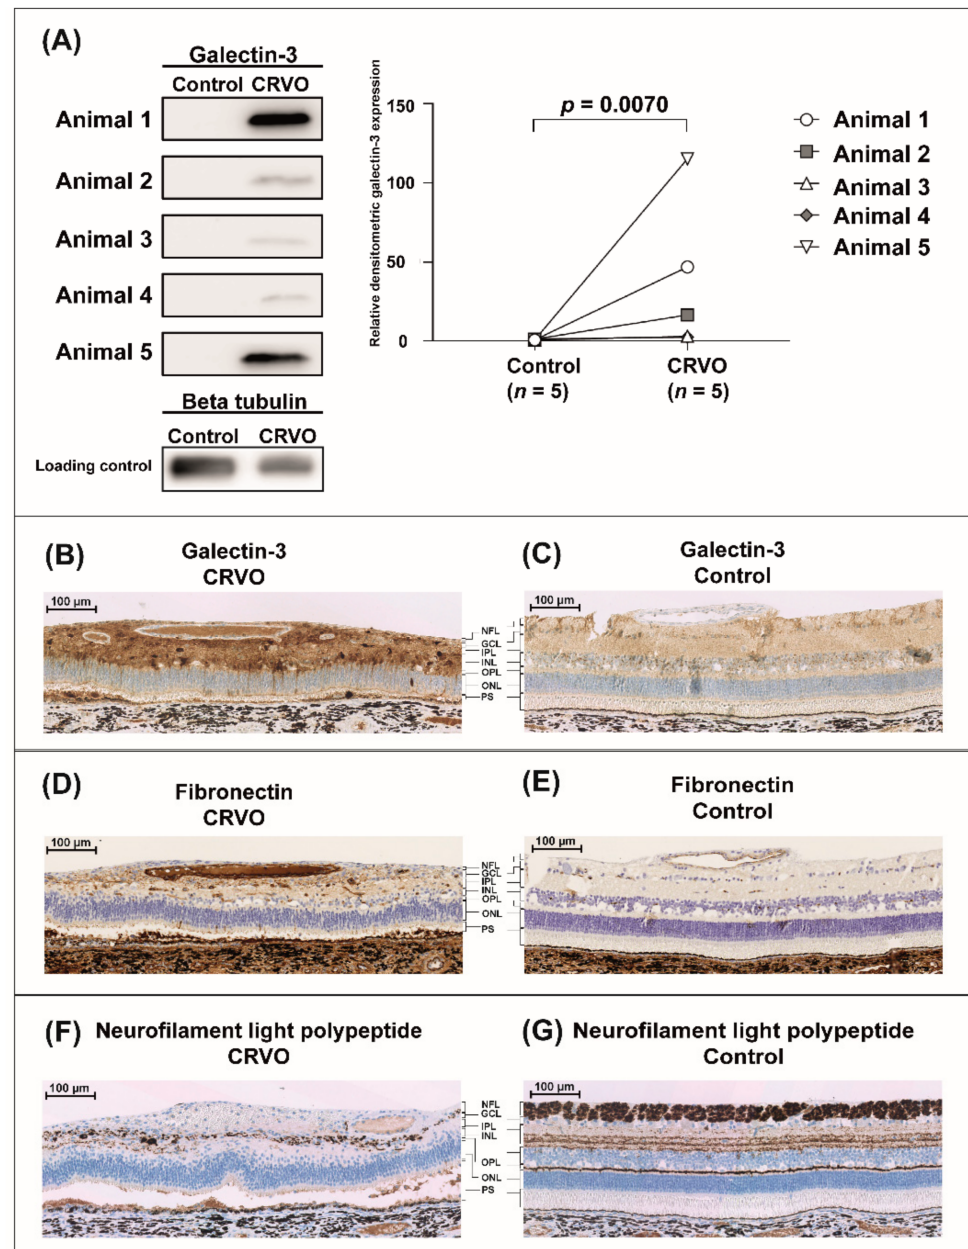 (A)
Galectin-3
Control CRVO
Animal 1
Animal 2
Animal 3
Animal 4
Animal 5
Beta tubulin
Control CRVO
Loading control
Relative densitometric galectin-3 expression
150
100
50
0
p = 0.0070
Control
(n = 5)
CRVO
(n = 5)
Animal 1
Animal 2
Animal 3
Animal 4
Animal 5
(B)
Galectin-3
CRVO
100 µm
(C)
Galectin-3
Control
100 µm
NFL
GCL
IPL
INL
OPL
ONL
PS
(D)
Fibronectin
CRVO
100 µm
(E)
Fibronectin
Control
100 µm
NFL
GCL
IPL
INL
OPL
ONL
PS
(F) Neurofilament light polypeptide
CRVO
100 µm
(G) Neurofilament light polypeptide
Control
100 µm
NFL
GCL
IPL
INL
OPL
ONL
PS